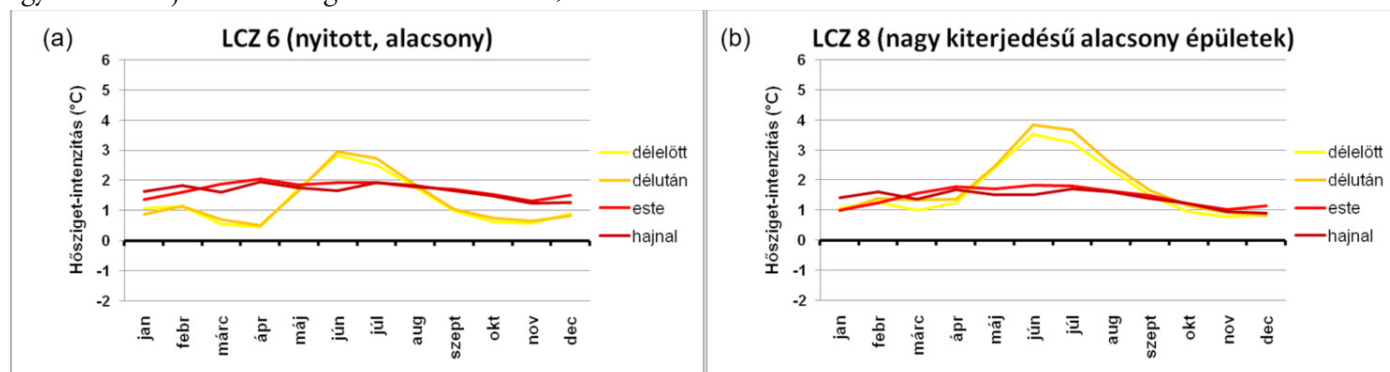 (a) LCZ 6 (nyitott, alacsony)
Hősziget-intenzitás (°C)
6
5
4
3
2
1
0
-1
-2
jan
febr
márc
ápr
máj
jún
júl
aug
szept
okt
nov
dec
délelőtt
délután
este
hajnal
(b) LCZ 8 (nagy kiterjedésű alacsony épületek)
Hősziget-intenzitás (°C)
6
5
4
3
2
1
0
-1
-2
jan
febr
márc
ápr
máj
jún
júl
aug
szept
okt
nov
dec
délelőtt
délután
este
hajnal